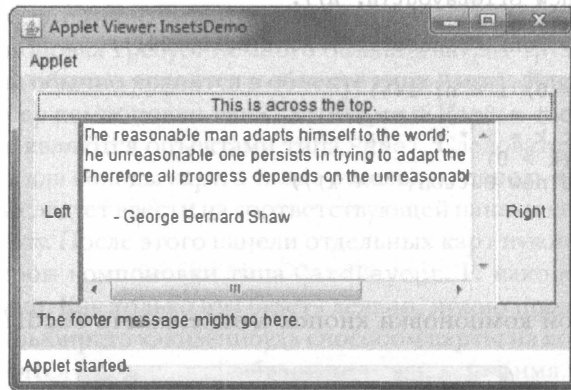 Applet Viewer: InsetsDemo
Applet
This is across the top.
The reasonable man adapts himself to the world;
he unreasonable one persists in trying to adapt the
Therefore all progress depends on the unreasonabl
Left
- George Bernard Shaw
Right
The footer message might go here.
Applet started.